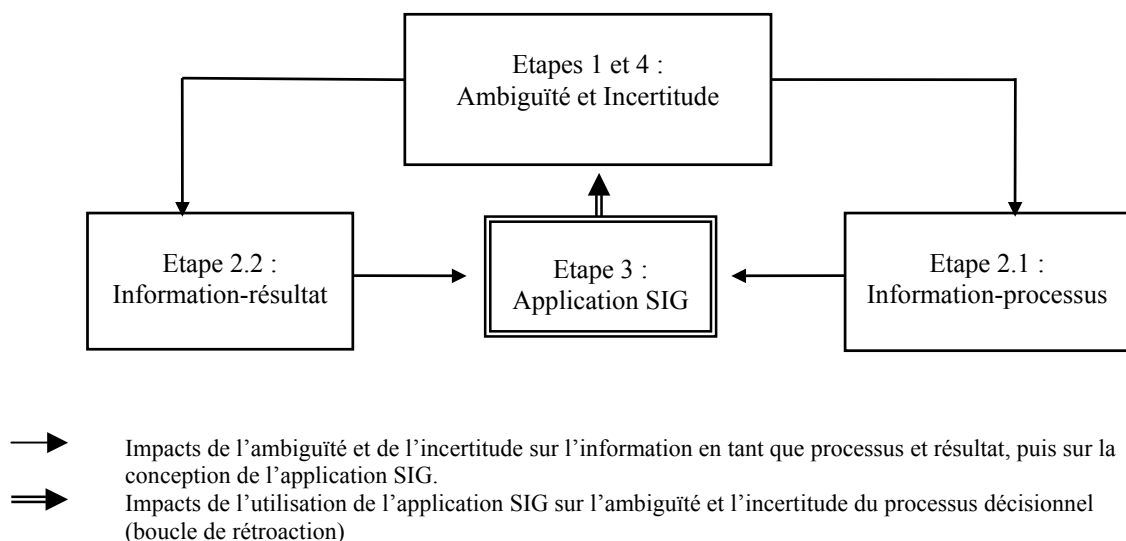 Etapes 1 et 4 :
Ambiguïté et Incertitude
Etape 2.2 :
Information-résultat
Etape 3 :
Application SIG
Etape 2.1 :
Information-processus
Impacts de l’ambiguïté et de l’incertitude sur l’information en tant que processus et résultat, puis sur la
conception de l’application SIG.
Impacts de l’utilisation de l’application SIG sur l’ambiguïté et l’incertitude du processus décisionnel
(boucle de rétroaction)